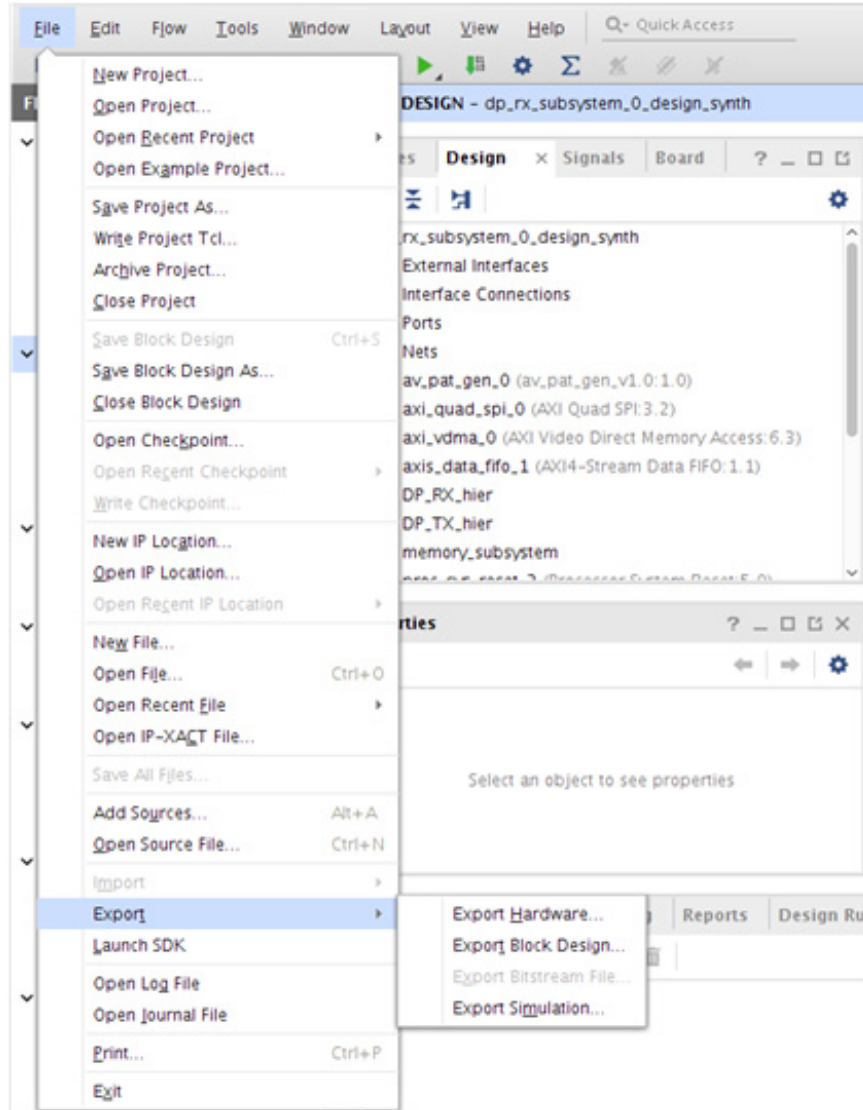 File Edit Flow Tools Window Layout View Help Quick Access
DESIGN - dp_rx_subsystem_0_design_synth
New Project...
Open Project...
Open Recent Project
Open Example Project...
Save Project As...
Write Project Tcl...
Archive Project...
Close Project
Save Block Design Ctrl+S
Save Block Design As...
Close Block Design
Open Checkpoint...
Open Recent Checkpoint
Write Checkpoint...
New IP Location...
Open IP Location...
Open Recent IP Location
New File...
Open File... Ctrl+O
Open Recent File
Open IP-XACT File...
Save All Files...
Add Sources... Alt+A
Open Source File... Ctrl+N
Import
Export
Launch SDK
Open Log File
Open Journal File
Print... Ctrl+P
Exit
Export Hardware...
Export Block Design...
Export Bitstream File...
Export Simulation...
es Design × Signals Board ?
rx_subsystem_0_design_synth
External Interfaces
Interface Connections
Ports
Nets
av_pat_gen_0 (av_pat_gen_v1.0:1.0)
axi_quad_spi_0 (AXI Quad SPI:3.2)
axi_vdma_0 (AXI Video Direct Memory Access:6.3)
axis_data_fifo_1 (AXI4-Stream Data FIFO:1.1)
DP_RX_hier
DP_TX_hier
memory_subsystem
rties ?
Select an object to see properties
Reports Design Ru